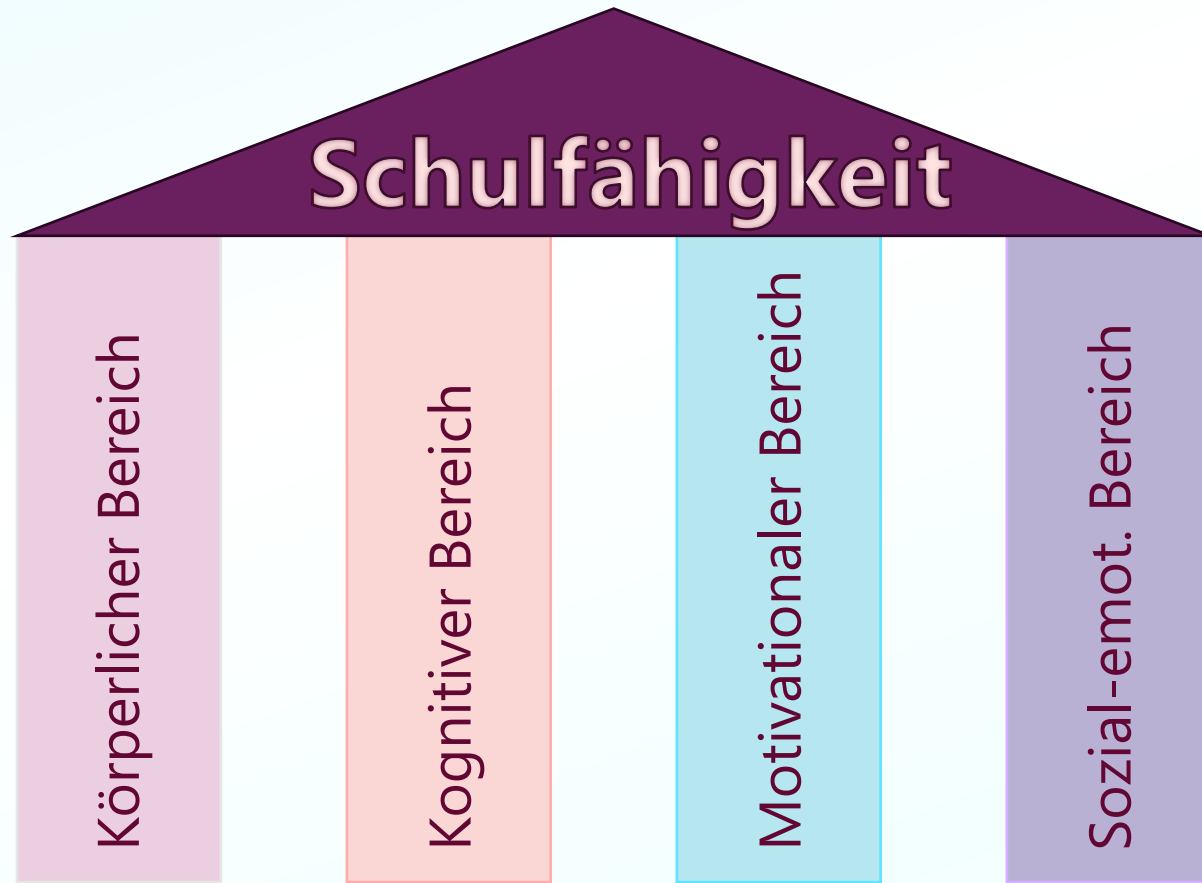 Schulfähigkeit
Körperlicher Bereich
Kognitiver Bereich
Motivationaler Bereich
Sozial-emot. Bereich